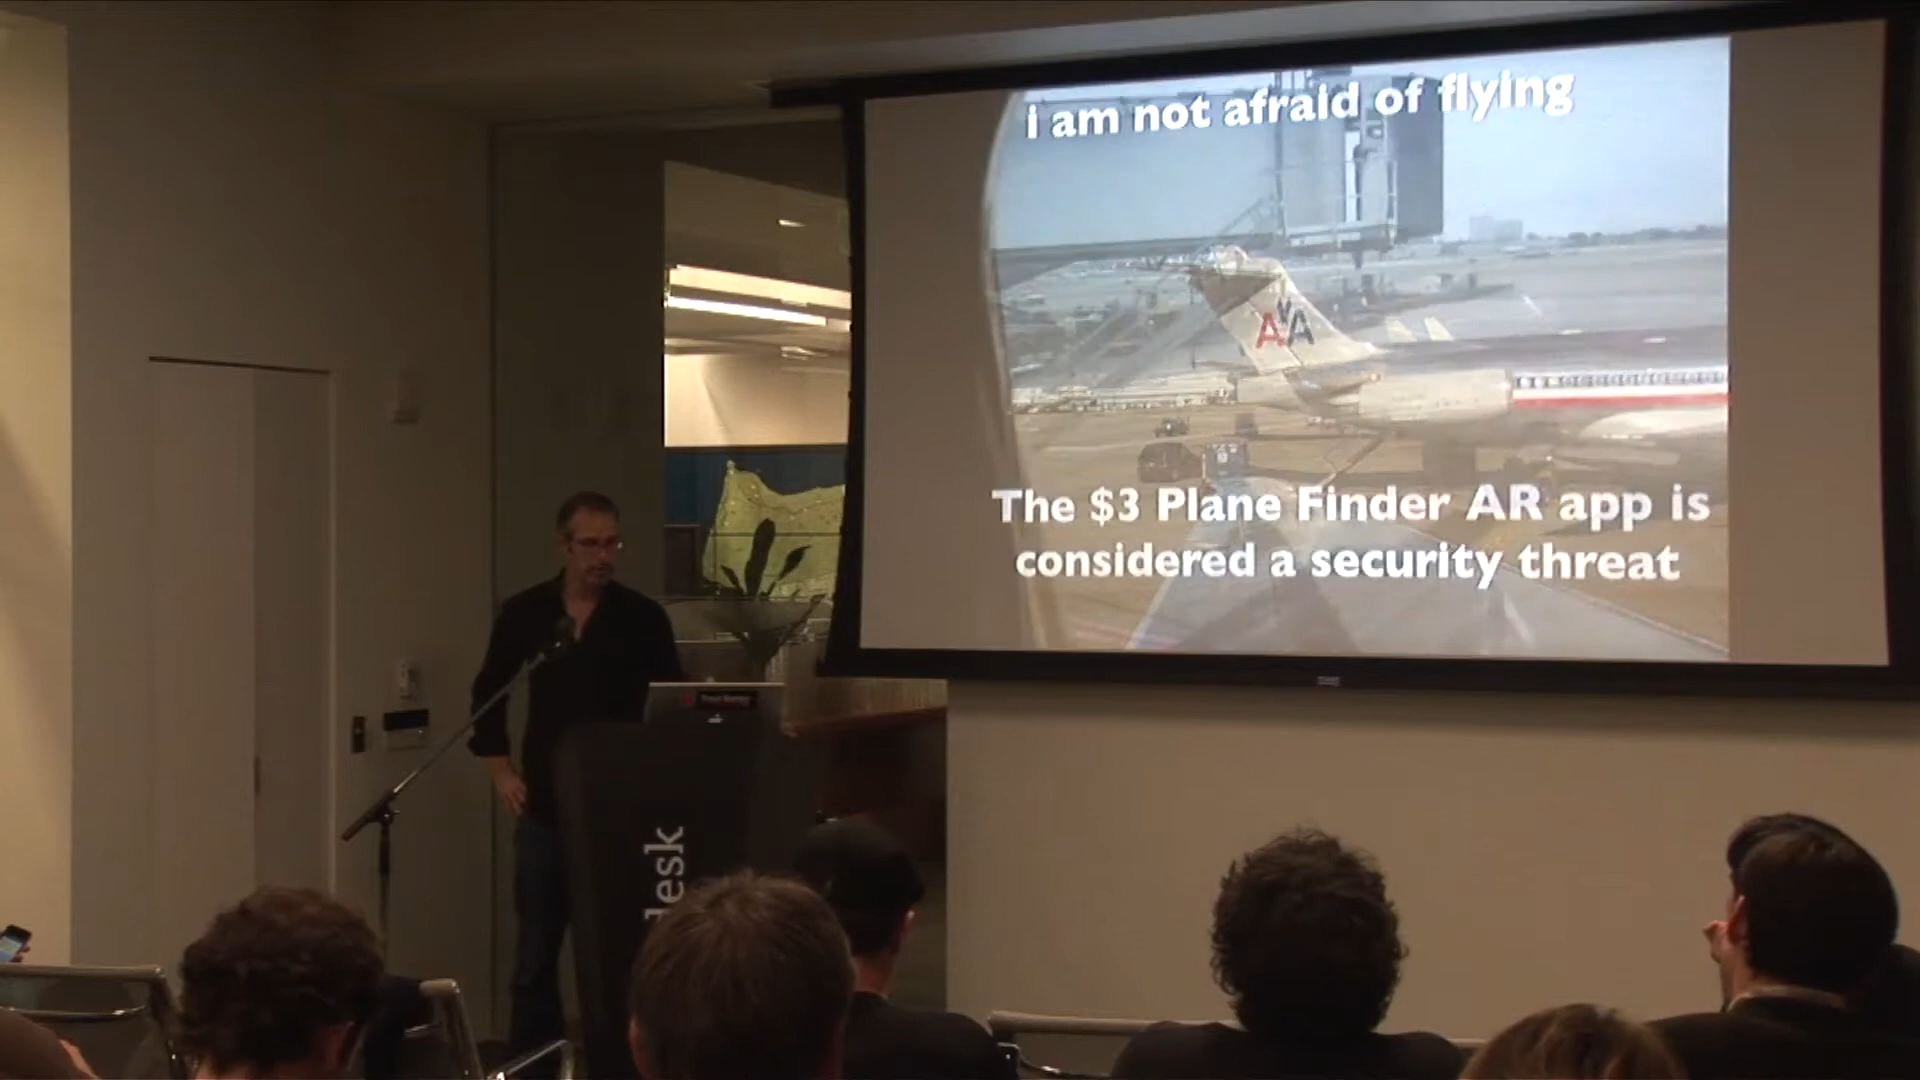 i am not afraid of flying
AA
The $3 Plane Finder AR app is
considered a security threat
desk